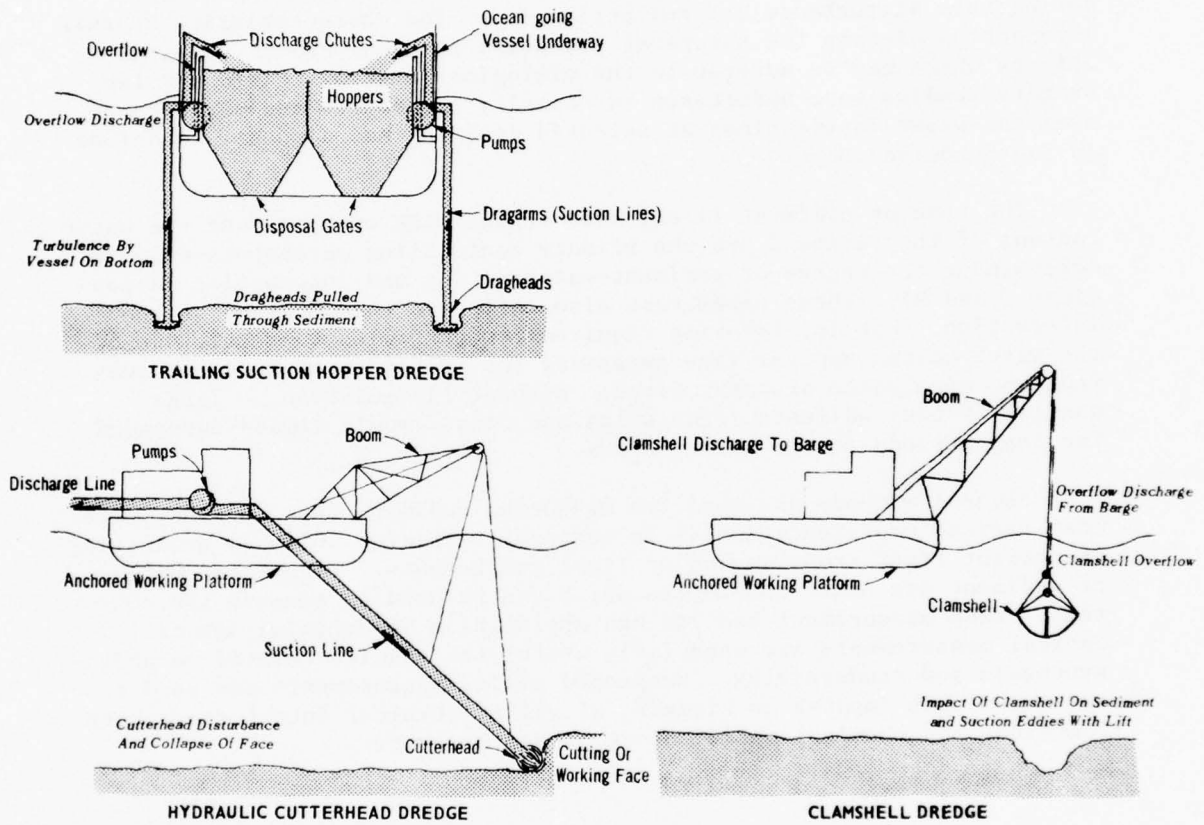 Ocean going
Vessel Underway
Discharge Chutes
Overflow
Hoppers
Overflow Discharge
Pumps
Disposal Gates
Dragarms (Suction Lines)
Turbulence By
Vessel On Bottom
Dragheads Pulled
Through Sediment
Dragheads
TRAILING SUCTION HOPPER DREDGE
Boom
Pumps
Discharge Line
Anchored Working Platform
Suction Line
Cutterhead Disturbance
And Collapse Of Face
Cutterhead
Cutting Or
Working Face
HYDRAULIC CUTTERHEAD DREDGE
Boom
Clamshell Discharge To Barge
Overflow Discharge
From Barge
Clamshell Overflow
Anchored Working Platform
Clamshell
Impact Of Clamshell On Sediment
and Suction Eddies With Lift
CLAMSHELL DREDGE